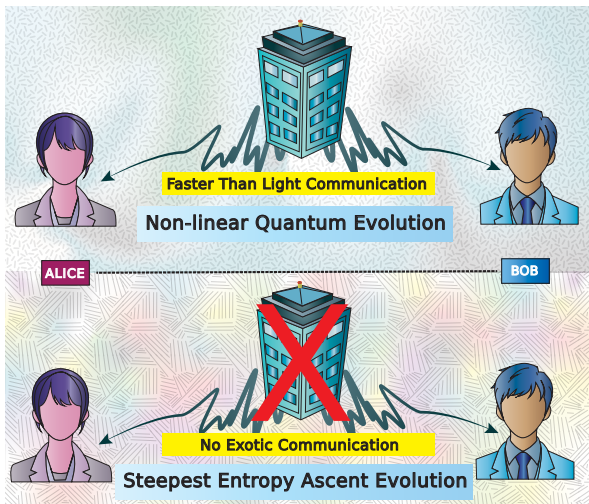 Faster Than Light Communication
Non-linear Quantum Evolution
ALICE
BOB
No Exotic Communication
Steepest Entropy Ascent Evolution